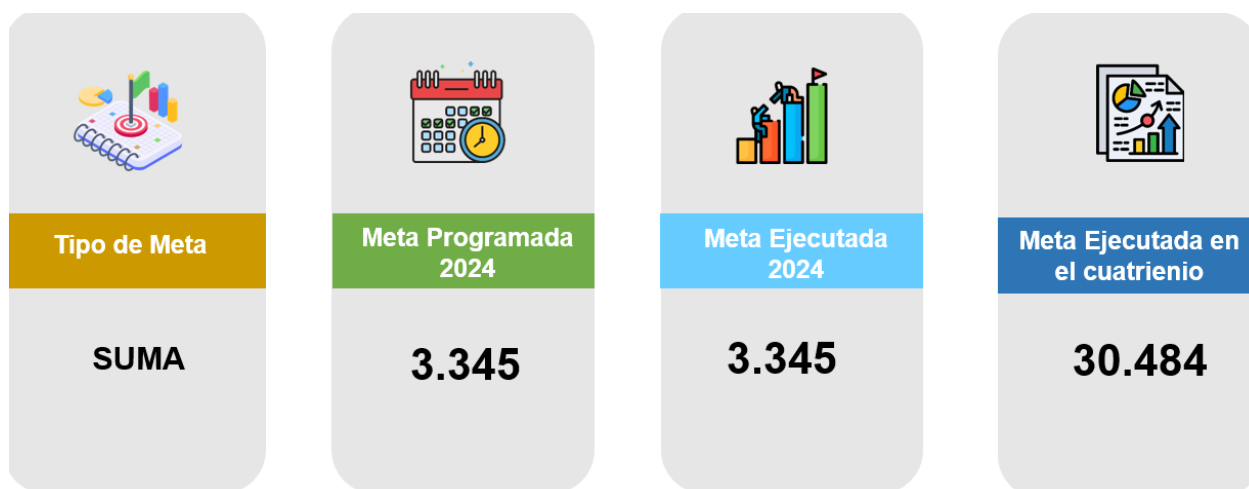 Tipo de Meta
SUMA
Meta Programada
2024
3.345
Meta Ejecutada
2024
3.345
Meta Ejecutada en
el cuatrienio
30.484